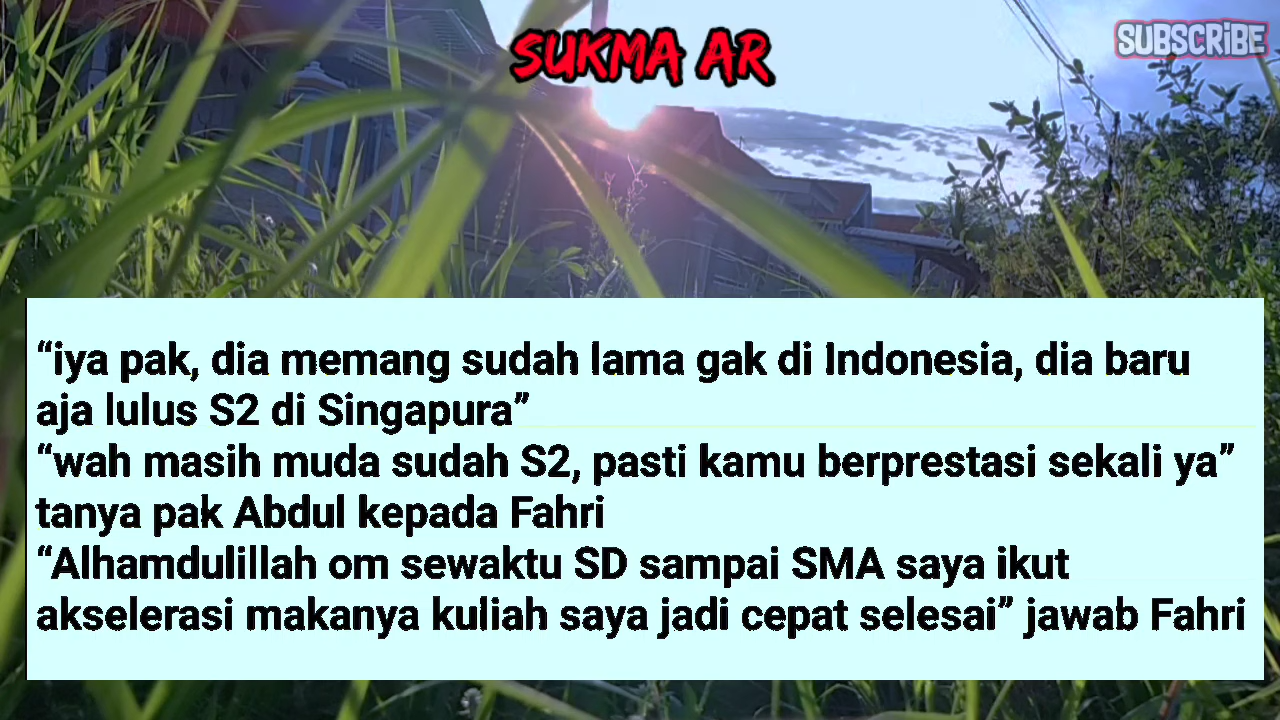 SUKMA AR
SUBSCRIBE
“iya pak, dia memang sudah lama gak di Indonesia, dia baru
aja lulus S2 di Singapura”
“wah masih muda sudah S2, pasti kamu berprestasi sekali ya”
tanya pak Abdul kepada Fahri
“Alhamdulillah om sewaktu SD sampai SMA saya ikut
akselerasi makanya kuliah saya jadi cepat selesai” jawab Fahri